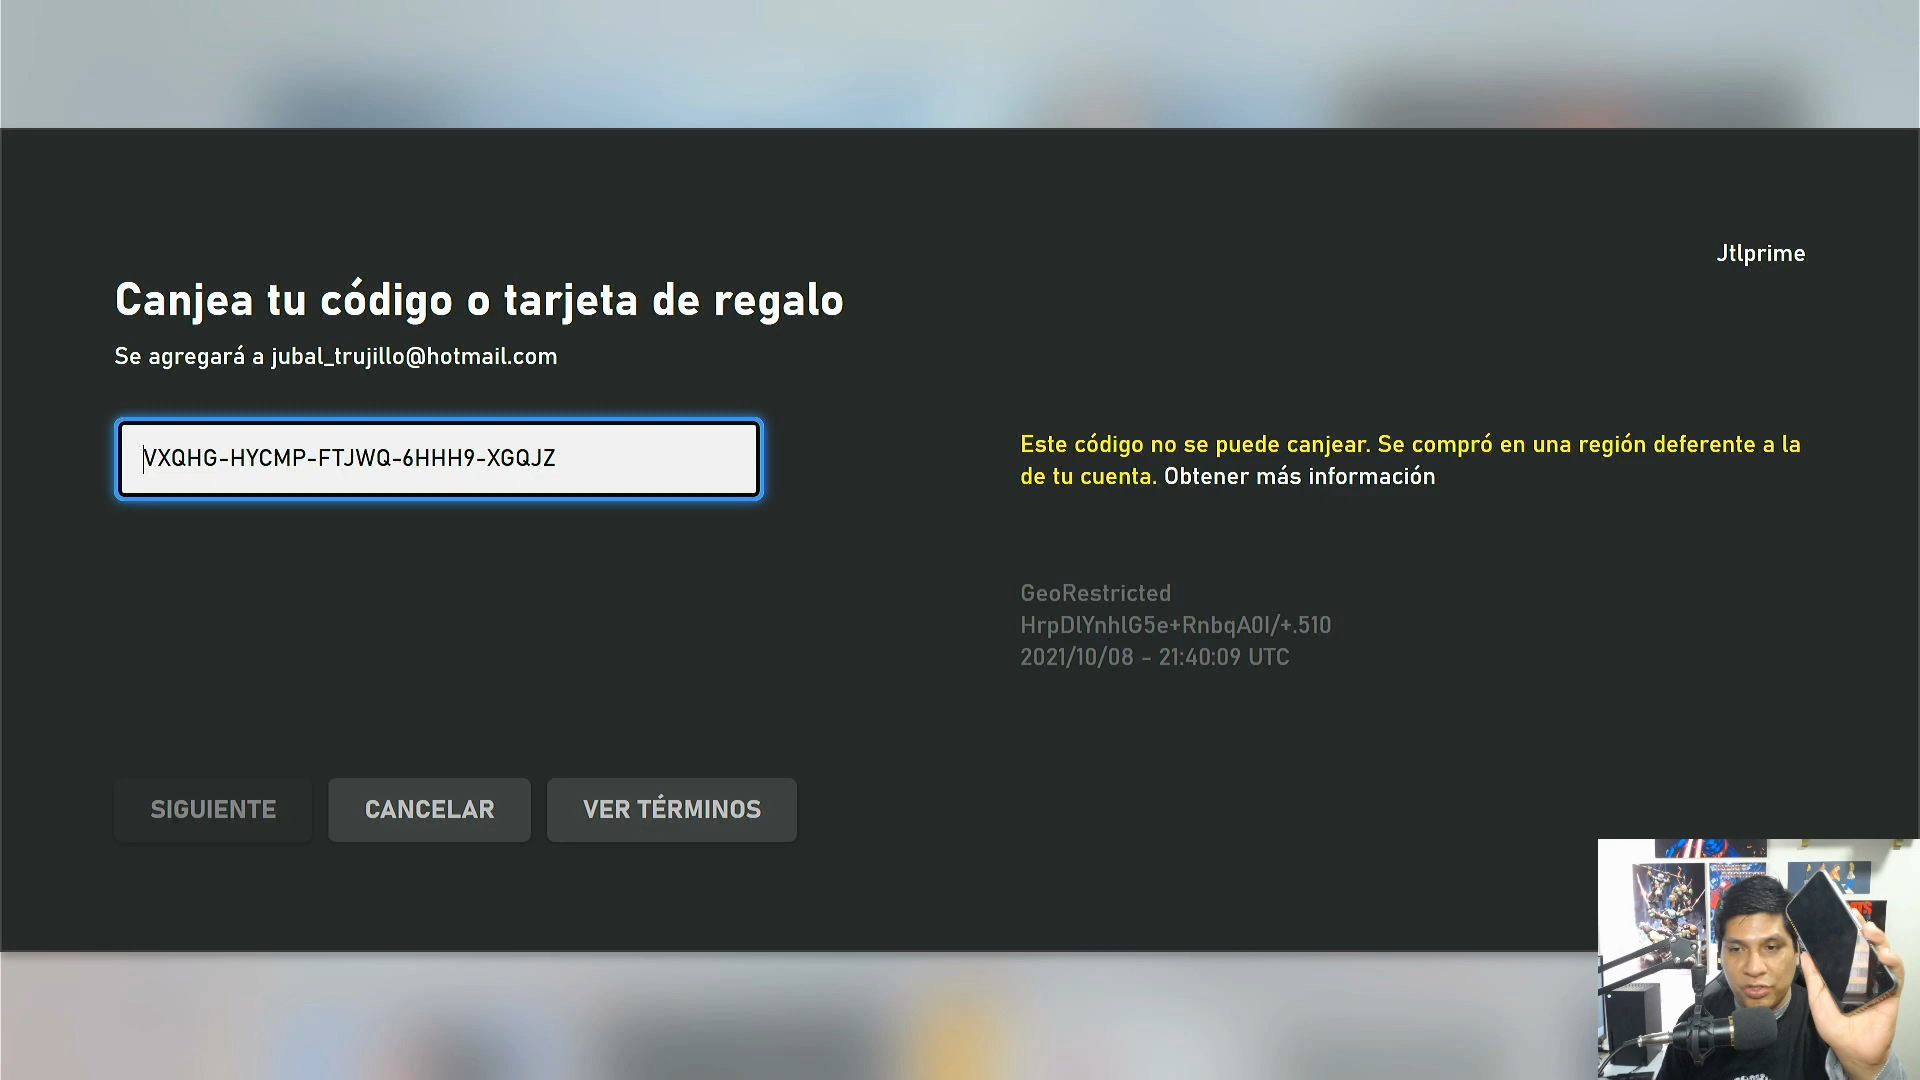 Jtlprime
Canjea tu código o tarjeta de regalo
Se agregará a jubal_trujillo@hotmail.com
VXQHG-HYCMP-FTJWQ-6HHH9-XGQJZ
Este código no se puede canjear. Se compró en una región deferente a la
de tu cuenta. Obtener más información
GeoRestricted
HrpDlYnhlG5e+RnbqA0I/+.510
2021/10/08 - 21:40:09 UTC
SIGUIENTE
CANCELAR
VER TÉRMINOS